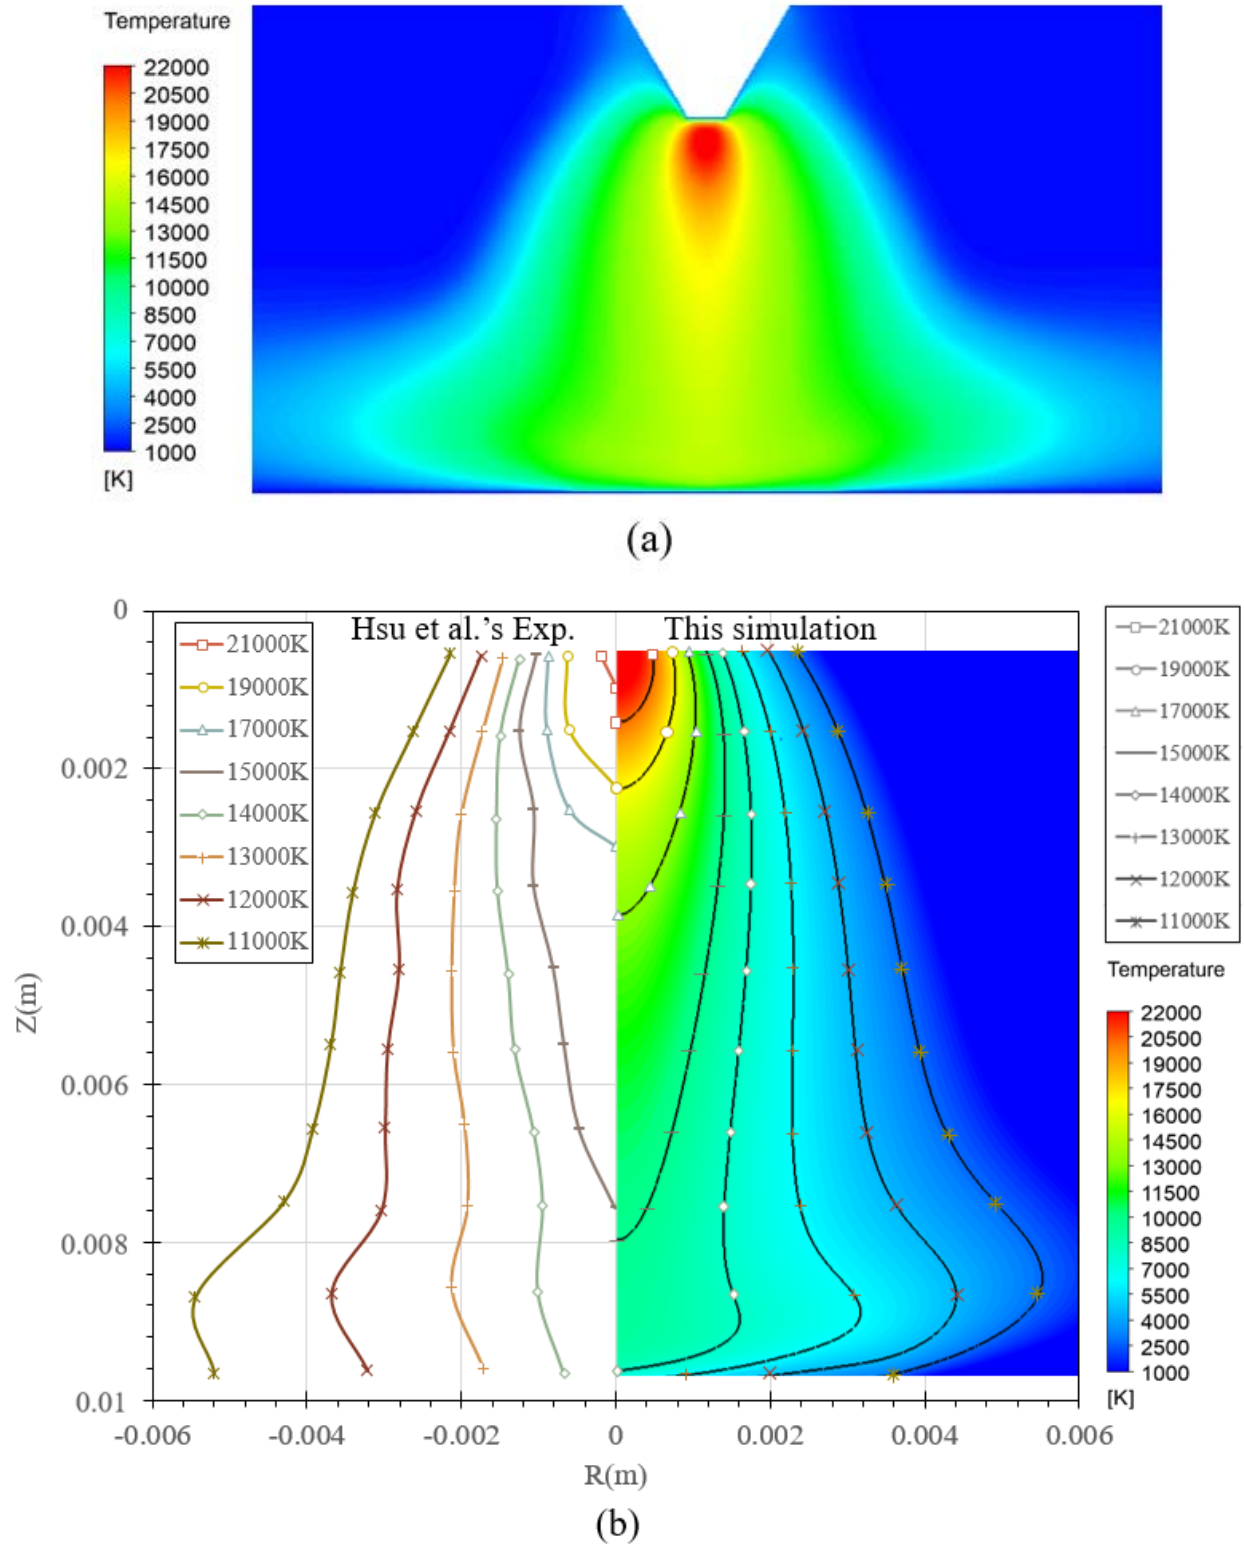 Temperature
22000
20500
19000
17500
16000
14500
13000
11500
10000
8500
7000
5500
4000
2500
1000
[K]
(a)
0
0.002
0.004
0.006
0.008
0.01
Z(m)
Hsu et al.'s Exp.
This simulation
21000K
19000K
17000K
15000K
14000K
13000K
12000K
11000K
21000K
19000K
17000K
15000K
14000K
13000K
12000K
11000K
Temperature
22000
20500
19000
17500
16000
14500
13000
11500
10000
8500
7000
5500
4000
2500
1000
[K]
-0.006 -0.004 -0.002 0 0.002 0.004 0.006
R(m)
(b)